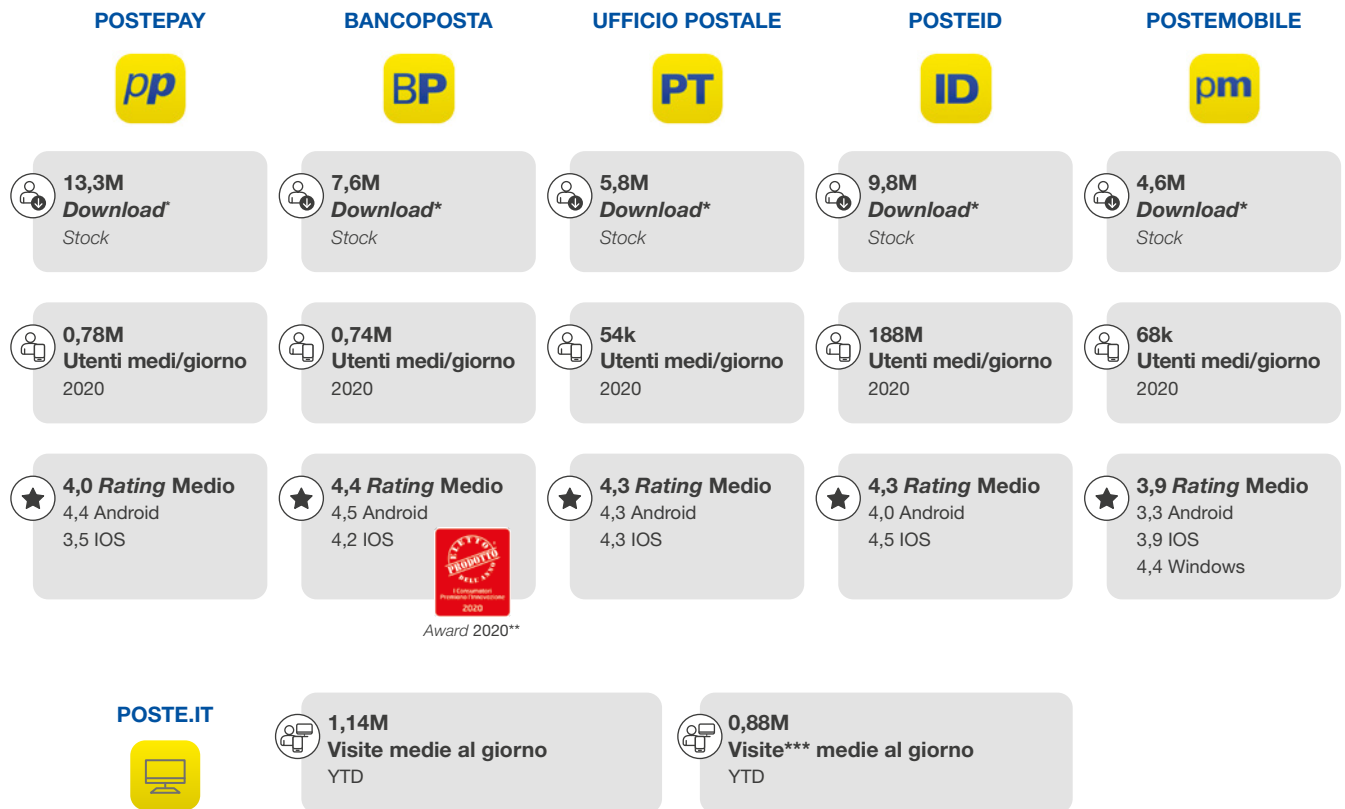 POSTEPAY
BANCOPOSTA
UFFICIO POSTALE
POSTEID
POSTEMOBILE
pp
BP
PT
ID
pm
13,3M
Download*
Stock
7,6M
Download*
Stock
5,8M
Download*
Stock
9,8M
Download*
Stock
4,6M
Download*
Stock
0,78M
Utenti medi/giorno
2020
0,74M
Utenti medi/giorno
2020
54k
Utenti medi/giorno
2020
188M
Utenti medi/giorno
2020
68k
Utenti medi/giorno
2020
4,0 Rating Medio
4,4 Android
3,5 IOS
4,4 Rating Medio
4,5 Android
4,2 IOS
ELETTO
PRODOTTO
DELL'ANNO
I Consumatori
Premiano l'Innovazione
2020
Award 2020**
4,3 Rating Medio
4,3 Android
4,3 IOS
4,3 Rating Medio
4,0 Android
4,5 IOS
3,9 Rating Medio
3,3 Android
3,9 IOS
4,4 Windows
POSTE.IT
1,14M
Visite medie al giorno
YTD
0,88M
Visite*** medie al giorno
YTD